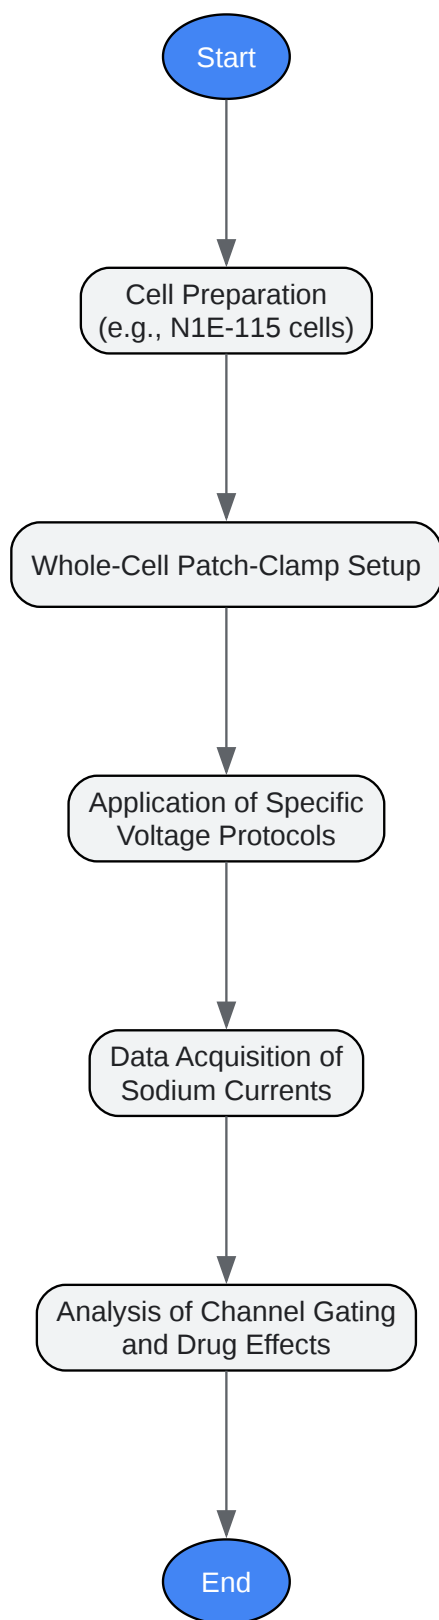 Start
Cell Preparation
(e.g., N1E-115 cells)
Whole-Cell Patch-Clamp Setup
Application of Specific
Voltage Protocols
Data Acquisition of
Sodium Currents
Analysis of Channel Gating
and Drug Effects
End